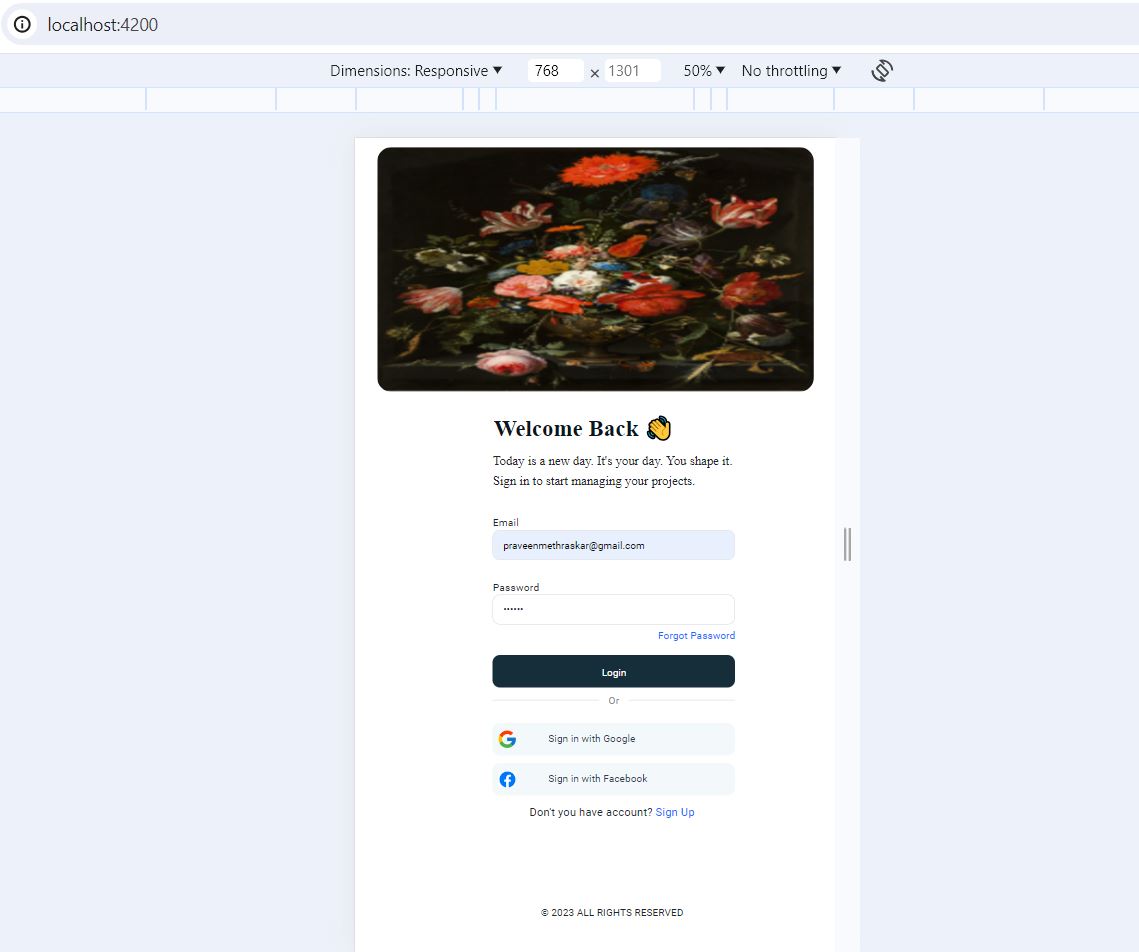 localhost:4200
Dimensions: Responsive ▼ 768 × 1301 50% ▼ No throttling ▼
Welcome Back 👋
Today is a new day. It's your day. You shape it.
Sign in to start managing your projects.
Email
praveenmethraskar@gmail.com
Password
••••••
Forgot Password
Login
Or
Sign in with Google
Sign in with Facebook
Don't you have account? Sign Up
© 2023 ALL RIGHTS RESERVED